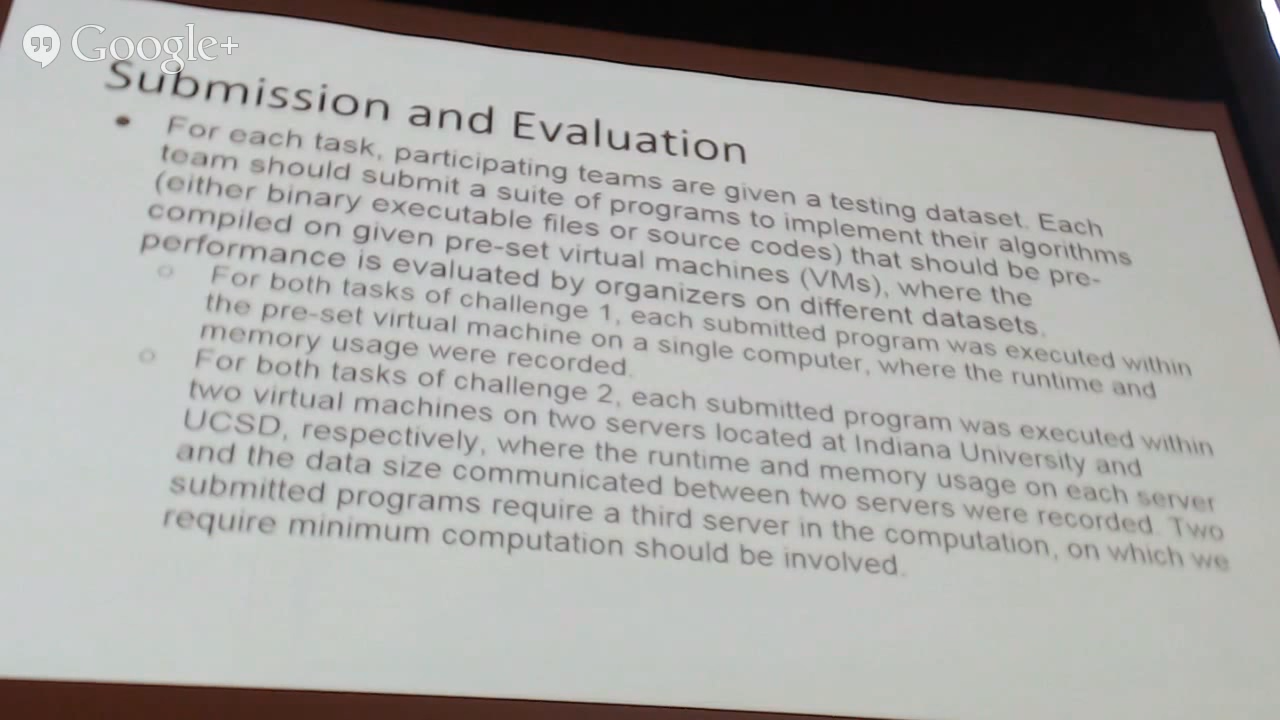 Google+
Submission and Evaluation
• For each task, participating teams are given a testing dataset. Each
team should submit a suite of programs to implement their algorithms
(either binary executable files or source codes) that should be pre-
compiled on given pre-set virtual machines (VMs), where the
performance is evaluated by organizers on different datasets.
○ For both tasks of challenge 1, each submitted program was executed within
the pre-set virtual machine on a single computer, where the runtime and
memory usage were recorded.
○ For both tasks of challenge 2, each submitted program was executed within
two virtual machines on two servers located at Indiana University and
UCSD, respectively, where the runtime and memory usage on each server
and the data size communicated between two servers were recorded. Two
submitted programs require a third server in the computation, on which we
require minimum computation should be involved.